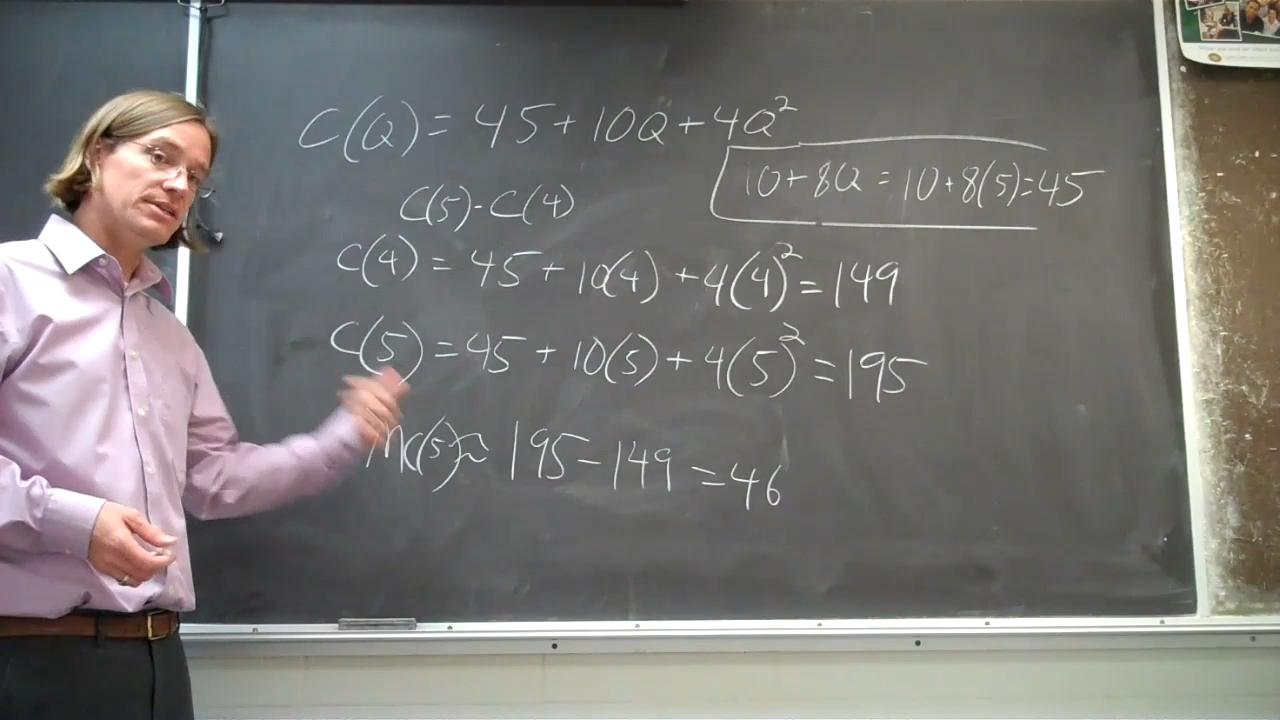 C(Q) = 45 + 10Q + 4Q²
10 + 8Q = 10 + 8(5) = 45
C(5) - C(4)
C(4) = 45 + 10(4) + 4(4)² = 149
C(5) = 45 + 10(5) + 4(5)² = 195
MC(5) ≈ 195 - 149 = 46